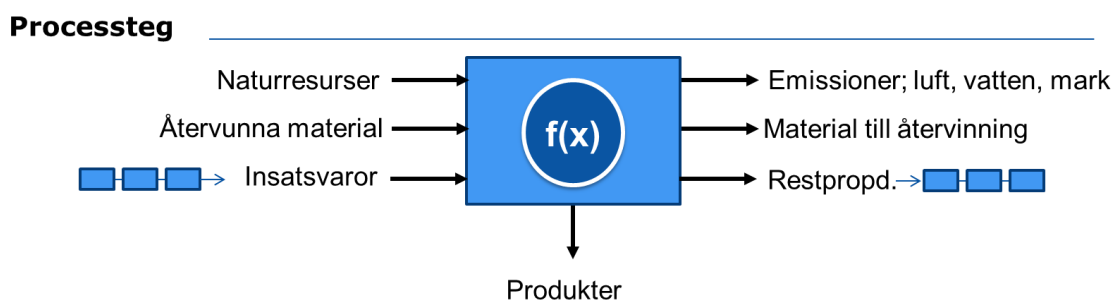 Processteg
Naturresurser
Emissioner; luft, vatten, mark
Återvunna material
f(x)
Material till återvinning
Insatsvaror
Restpropd.
Produkter